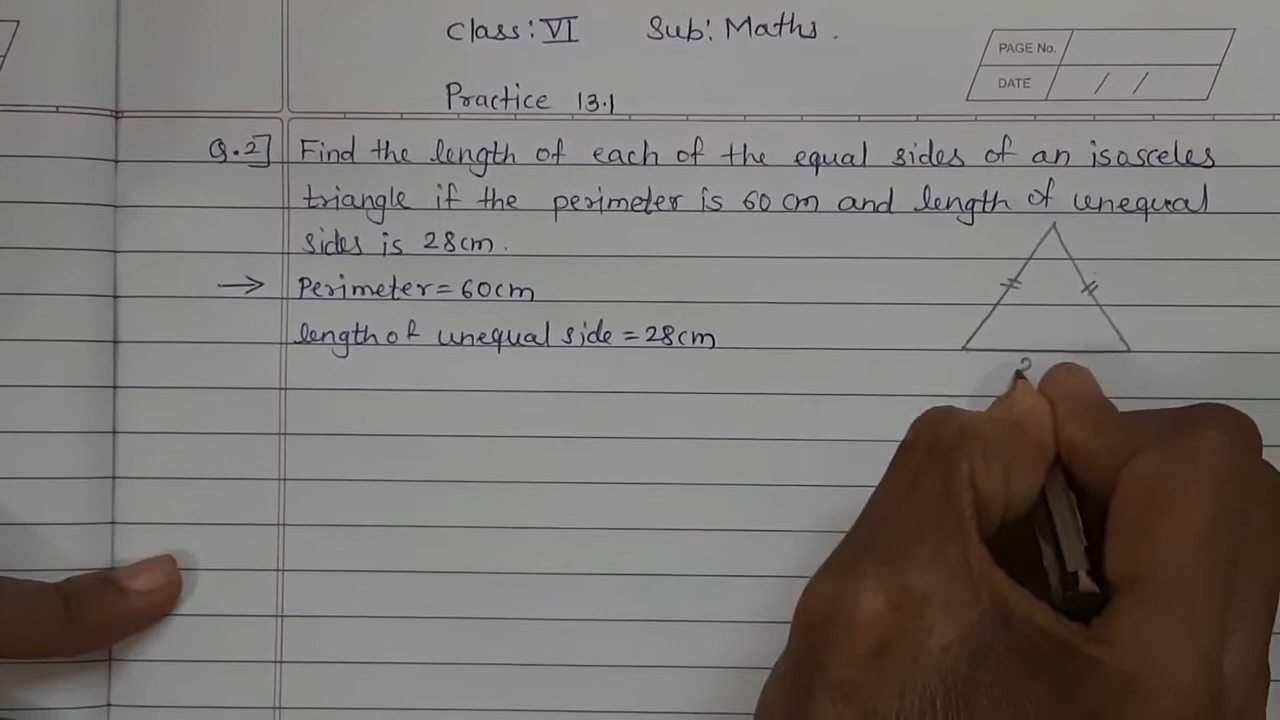 Class: VI Sub: Maths.
PAGE No.
DATE / /
Practice 13.1
Q.2] Find the length of each of the equal sides of an isasceles
triangle if the perimeter is 60 cm and length of unequal
sides is 28cm.
→ Perimeter = 60cm
length of unequal side = 28cm
2